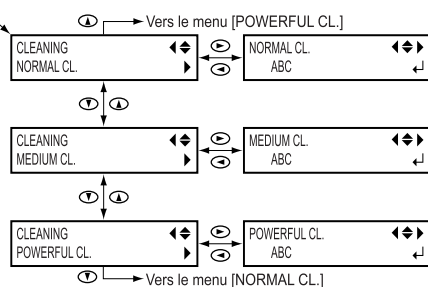 Vers le menu [POWERFUL CL.]
CLEANING
NORMAL CL.
NORMAL CL.
ABC
CLEANING
MEDIUM CL.
MEDIUM CL.
ABC
CLEANING
POWERFUL CL.
POWERFUL CL.
ABC
Vers le menu [NORMAL CL.]